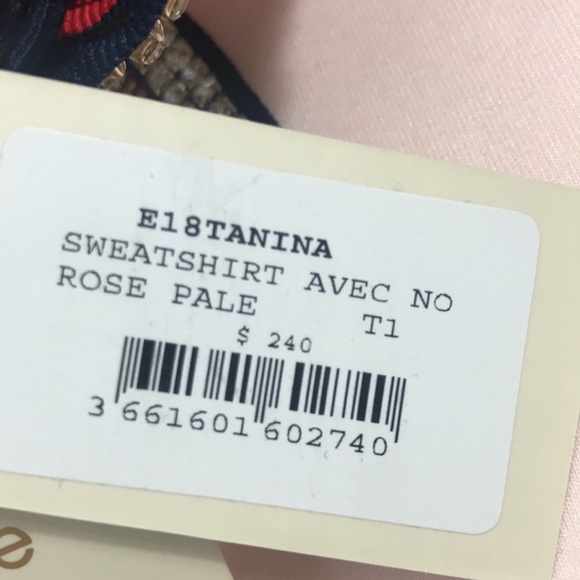 E18TANINA
SWEATSHIRT AVEC NO
ROSE PALE T1
$ 240
3 661601 602740
e